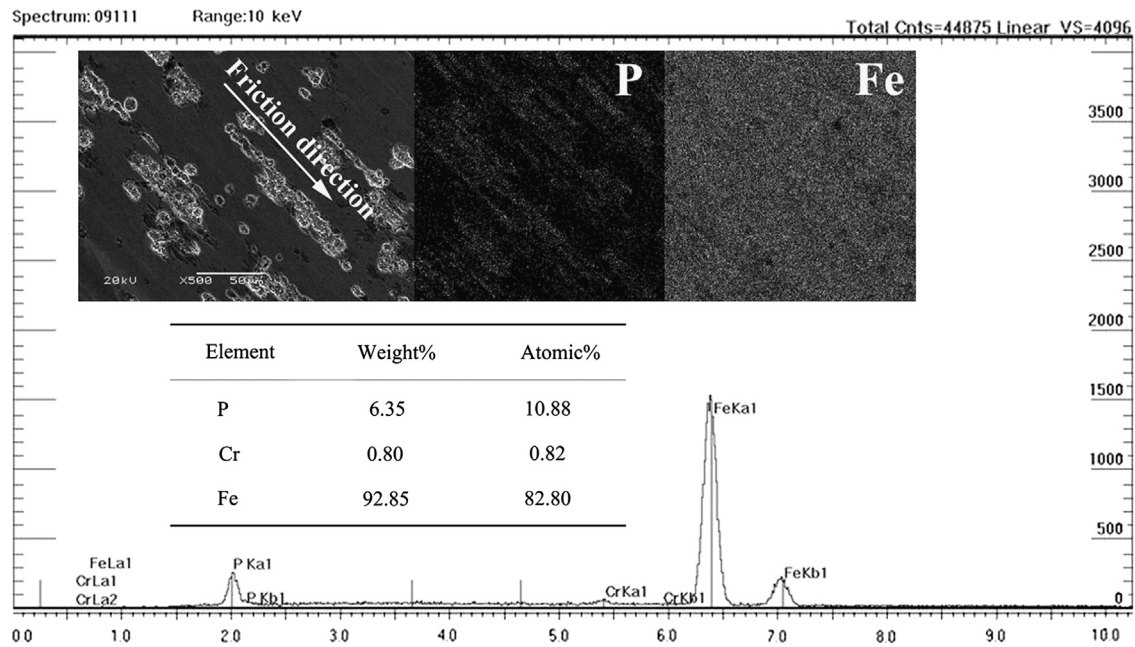 Spectrum: 09111 Range:10 keV
Total Cnts=44875 Linear VS=4096
Friction direction
P
Fe
20kV X500 50μm
3500
3000
2500
2000
1500
1000
500
0
Element Weight% Atomic%
P 6.35 10.88
Cr 0.80 0.82
Fe 92.85 82.80
FeKa1
FeLa1
CrLa1
CrLa2
P Ka1
P Kb1
CrKa1
CrKb1
FeKb1
0.0 1.0 2.0 3.0 4.0 5.0 6.0 7.0 8.0 9.0 10.0